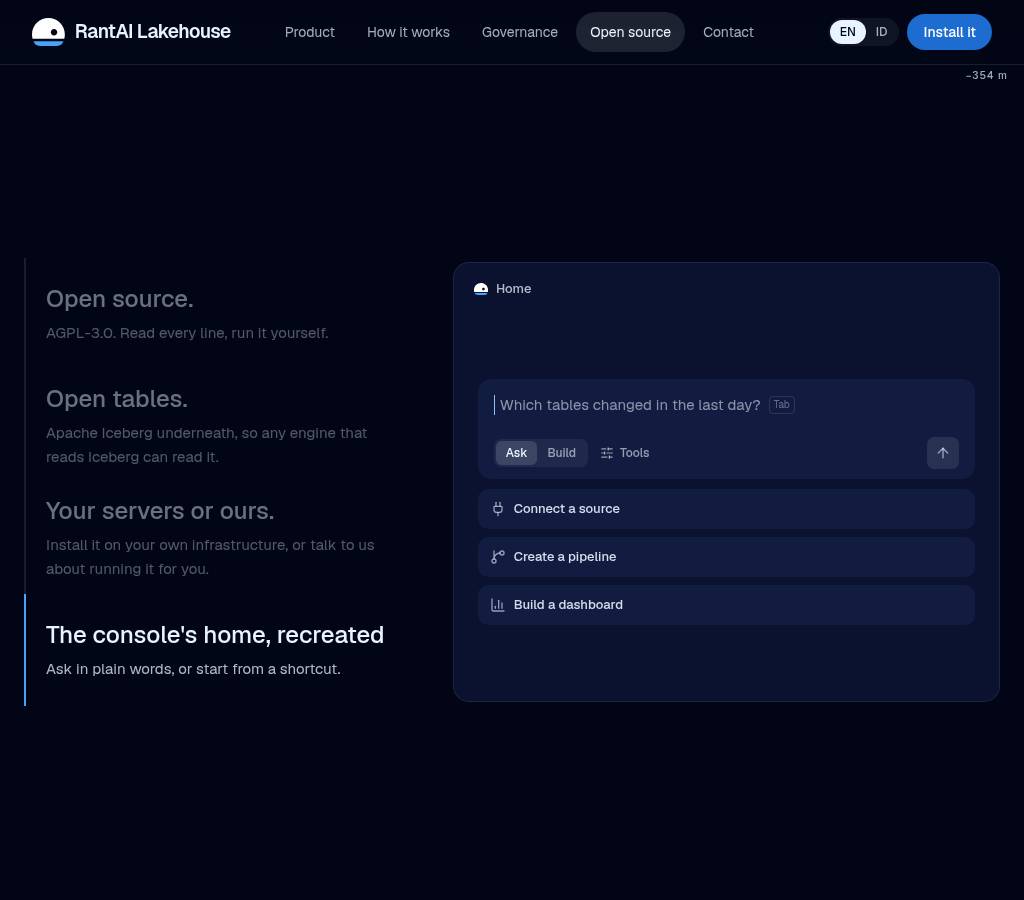 RantAI Lakehouse
Product
How it works
Governance
Open source
Contact
EN
ID
Install it
−354 m
Open source.
AGPL-3.0. Read every line, run it yourself.
Open tables.
Apache Iceberg underneath, so any engine that
reads Iceberg can read it.
Your servers or ours.
Install it on your own infrastructure, or talk to us
about running it for you.
The console's home, recreated
Ask in plain words, or start from a shortcut.
Home
Which tables changed in the last day?
Tab
Ask
Build
Tools
Connect a source
Create a pipeline
Build a dashboard